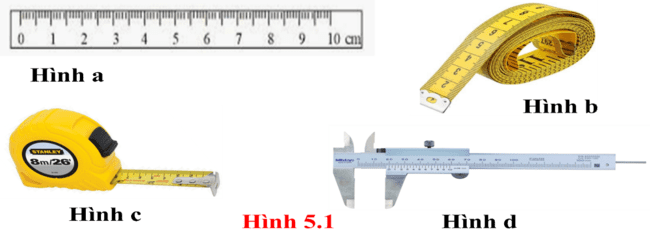 0 1 2 3 4 5 6 7 8 9 10 cm
Hình a
Hình b
STANLEY
8m/26'
Hình c
Hình 5.1
Hình d